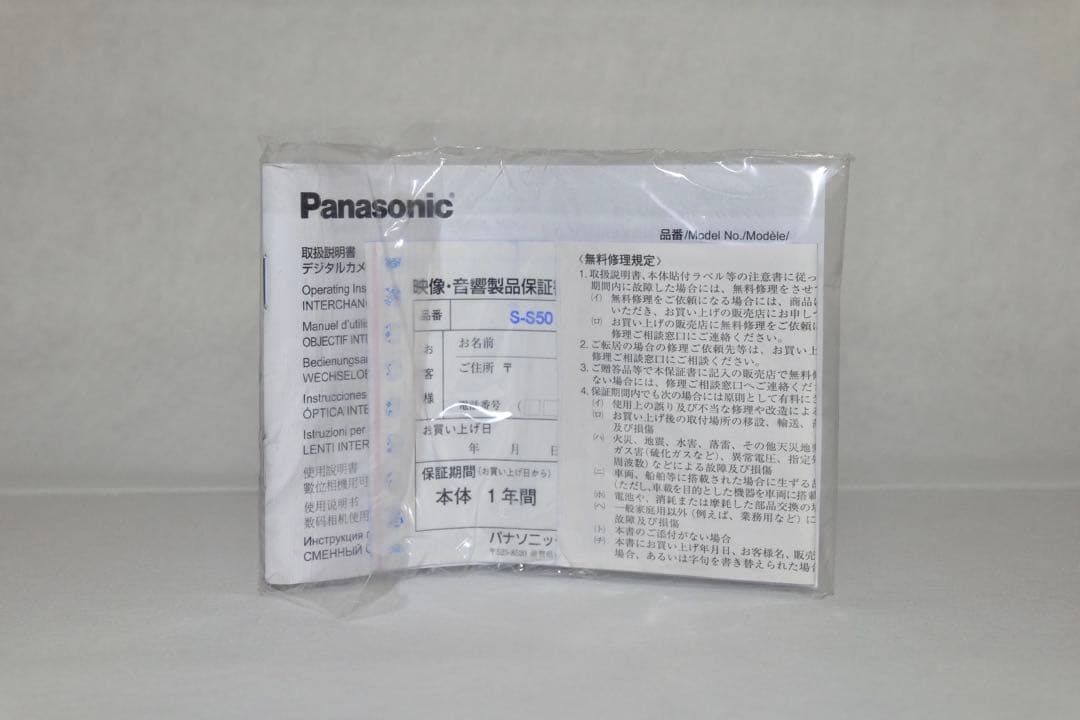 Panasonic
品番/Model No./Modèle/
取扱説明書
デジタルカメ
Operating Ins
INTERCHAN
Manuel d'utilis
OBJECTIF INT
Bedienungsa
WECHSELOB
Instrucciones
ÓPTICA INTE
Istruzioni per
LENTI INTER
使用説明書
數位相機用可
使用说明书
数码相机使用
Инструкция п
СМЕННЫЙ О
映像・音響製品保証
品番
S-S50
お客様
お名前
ご住所 〒
電話番号 (
お買い上げ日
年 月 日
保証期間(お買い上げ日から)
本体 1年間
パナソニッ
〈無料修理規定〉
1.取扱説明書、本体貼付ラベル等の注意書に従っ
期間内に故障した場合には、無料修理をさせ
(イ) 無料修理をご依頼になる場合には、商品に
いただき、お買い上げの販売店にお申し
(ロ) お買い上げの販売店に無料修理をご依頼に
修理ご相談窓口にご連絡ください。
2.ご転居の場合の修理ご依頼先等は、お買い上
修理ご相談窓口にご相談ください。
3.ご贈答品等で本保証書に記入の販売店で無料修
ない場合には、修理ご相談窓口へご連絡くだ
4.保証期間内でも次の場合には原則として有料に
(イ) 使用上の誤り及び不当な修理や改造によ
(ロ) お買い上げ後の取付場所の移設、輸送、
及び損傷
(ハ) 火災、地震、水害、落雷、その他天災地
ガス害(硫化ガスなど)、異常電圧、指定外
周波数)などによる故障及び損傷
(ニ) 車両、船舶等に搭載された場合に生ずる故
(ただし、車載を目的とした機器を車両に搭載
(ホ) 電池や、消耗または摩耗した部品交換の
(ヘ) 一般家庭用以外(例えば、業務用など)に
故障及び損傷
(ト) 本書のご添付がない場合
(チ) 本書にお買い上げ年月日、お客様名、販売
場合、あるいは字句を書き替えられた場合